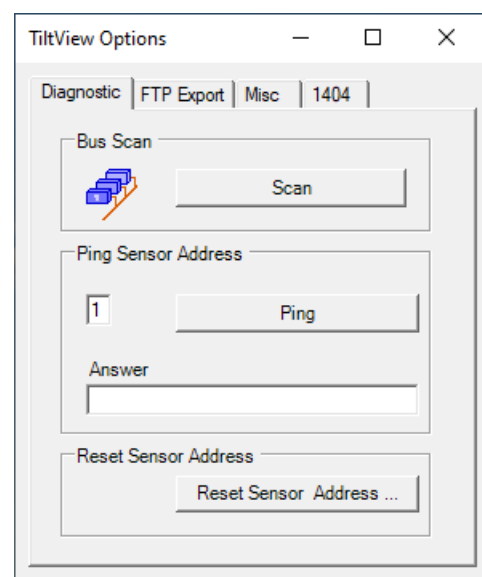 TiltView Options
Diagnostic FTP Export Misc 1404
Bus Scan
Scan
Ping Sensor Address
1 Ping
Answer
Reset Sensor Address
Reset Sensor Address ...